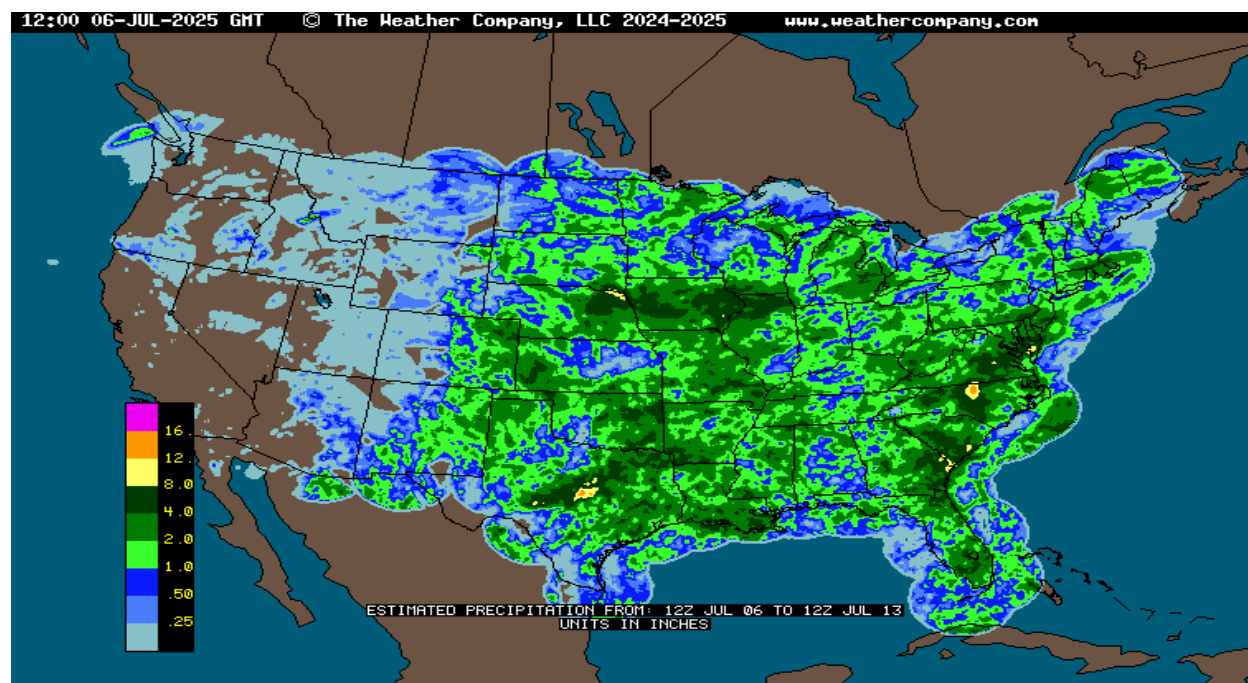 12:00 06-JUL-2025 GMT © The Weather Company, LLC 2024-2025 www.weathercompany.com
16.
12.
8.0
4.0
2.0
1.0
.50
.25
ESTIMATED PRECIPITATION FROM: 12Z JUL 06 TO 12Z JUL 13
UNITS IN INCHES